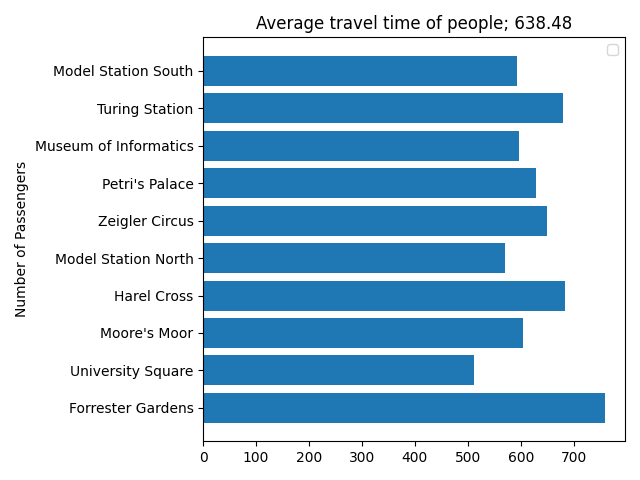 Average travel time of people; 638.48
Number of Passengers
Model Station South
Turing Station
Museum of Informatics
Petri's Palace
Zeigler Circus
Model Station North
Harel Cross
Moore's Moor
University Square
Forrester Gardens
0 100 200 300 400 500 600 700